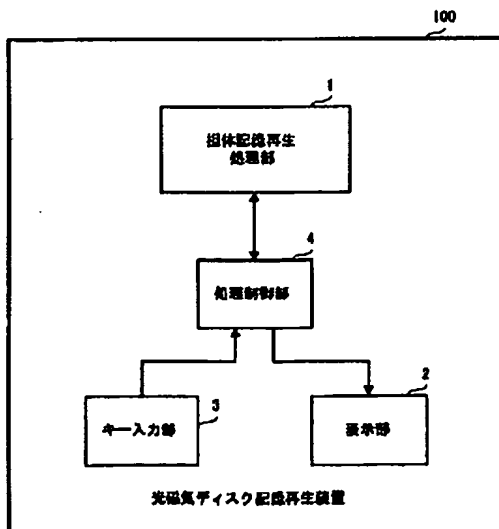 100
1
担体記録再生
処理部
4
処理制御部
3
キー入力部
2
表示部
光磁気ディスク記録再生装置